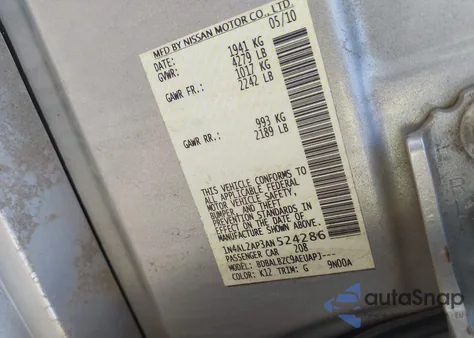 MFD BY NISSAN MOTOR CO., LTD.
DATE: 05/10
GVWR: 1941 KG
4279 LB
GAWR FR.: 1017 KG
2242 LB
GAWR RR.: 993 KG
2189 LB
THIS VEHICLE CONFORMS TO
ALL APPLICABLE FEDERAL
MOTOR VEHICLE SAFETY,
BUMPER, AND THEFT
PREVENTION STANDARDS IN
EFFECT ON THE DATE OF
MANUFACTURE SHOWN ABOVE.
1N4AL2AP3AN524286
PASSENGER CAR 208
MODEL: BDBALBZC9AEUAPJ---
COLOR: K12 TRIM: G 9N00A
autaSnap